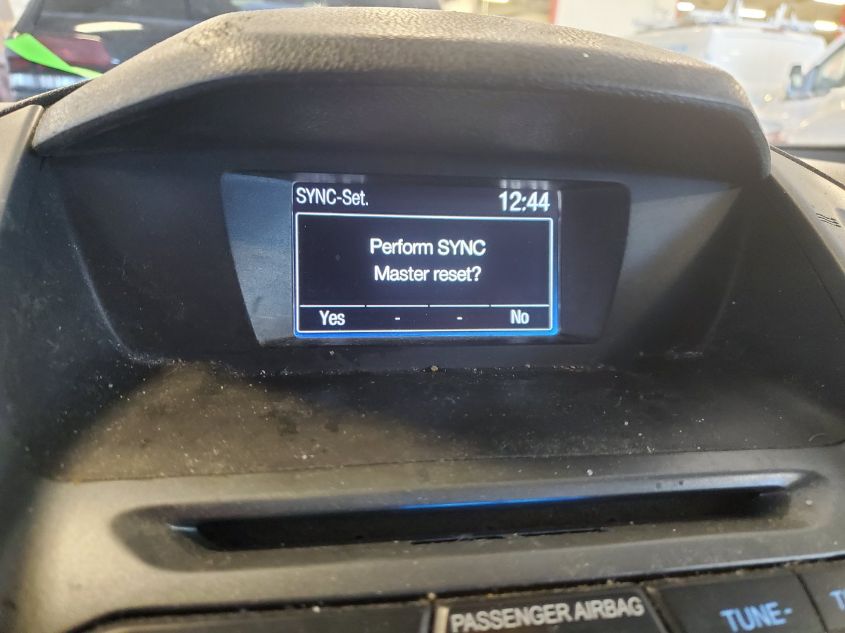 SYNC-Set. 12:44
Perform SYNC
Master reset?
Yes - - No
PASSENGER AIRBAG
TUNE-